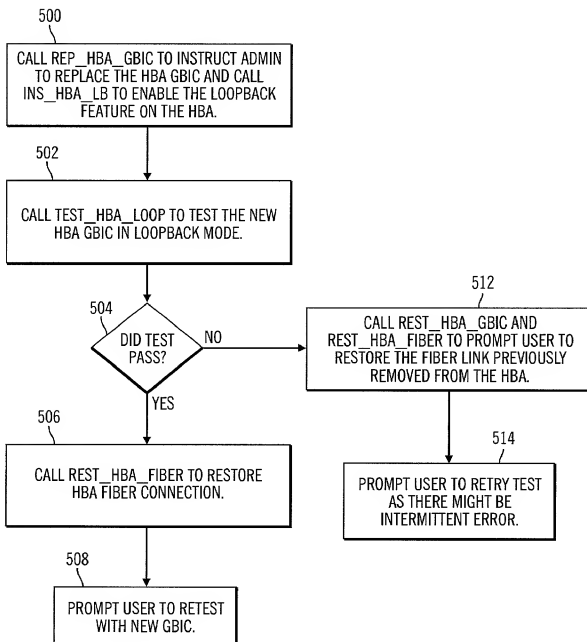 500
CALL REP_HBA_GBIC TO INSTRUCT ADMIN
TO REPLACE THE HBA GBIC AND CALL
INS_HBA_LB TO ENABLE THE LOOPBACK
FEATURE ON THE HBA.
502
CALL TEST_HBA_LOOP TO TEST THE NEW
HBA GBIC IN LOOPBACK MODE.
504
DID TEST
PASS?
NO
YES
512
CALL REST_HBA_GBIC AND
REST_HBA_FIBER TO PROMPT USER TO
RESTORE THE FIBER LINK PREVIOUSLY
REMOVED FROM THE HBA.
506
CALL REST_HBA_FIBER TO RESTORE
HBA FIBER CONNECTION.
514
PROMPT USER TO RETRY TEST
AS THERE MIGHT BE
INTERMITTENT ERROR.
508
PROMPT USER TO RETEST
WITH NEW GBIC.